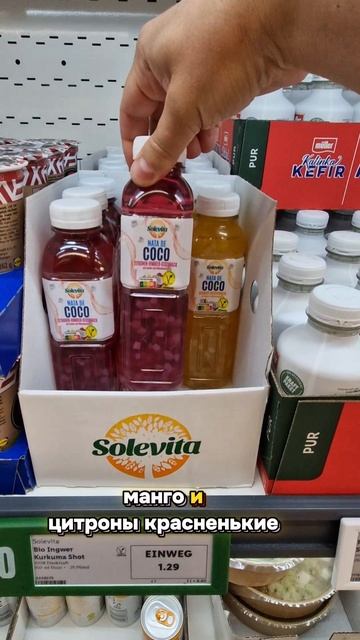 müller
Kalinka
KEFIR
PUR
Solevita
NATA DE
COCO
Solevita
NATA DE
COCO
Solevita
NATA DE
COCO
Solevita
PUR
манго и
цитроны красненькие
Solevita
Bio Ingwer
Kurkuma Shot
EINWEG
1.29